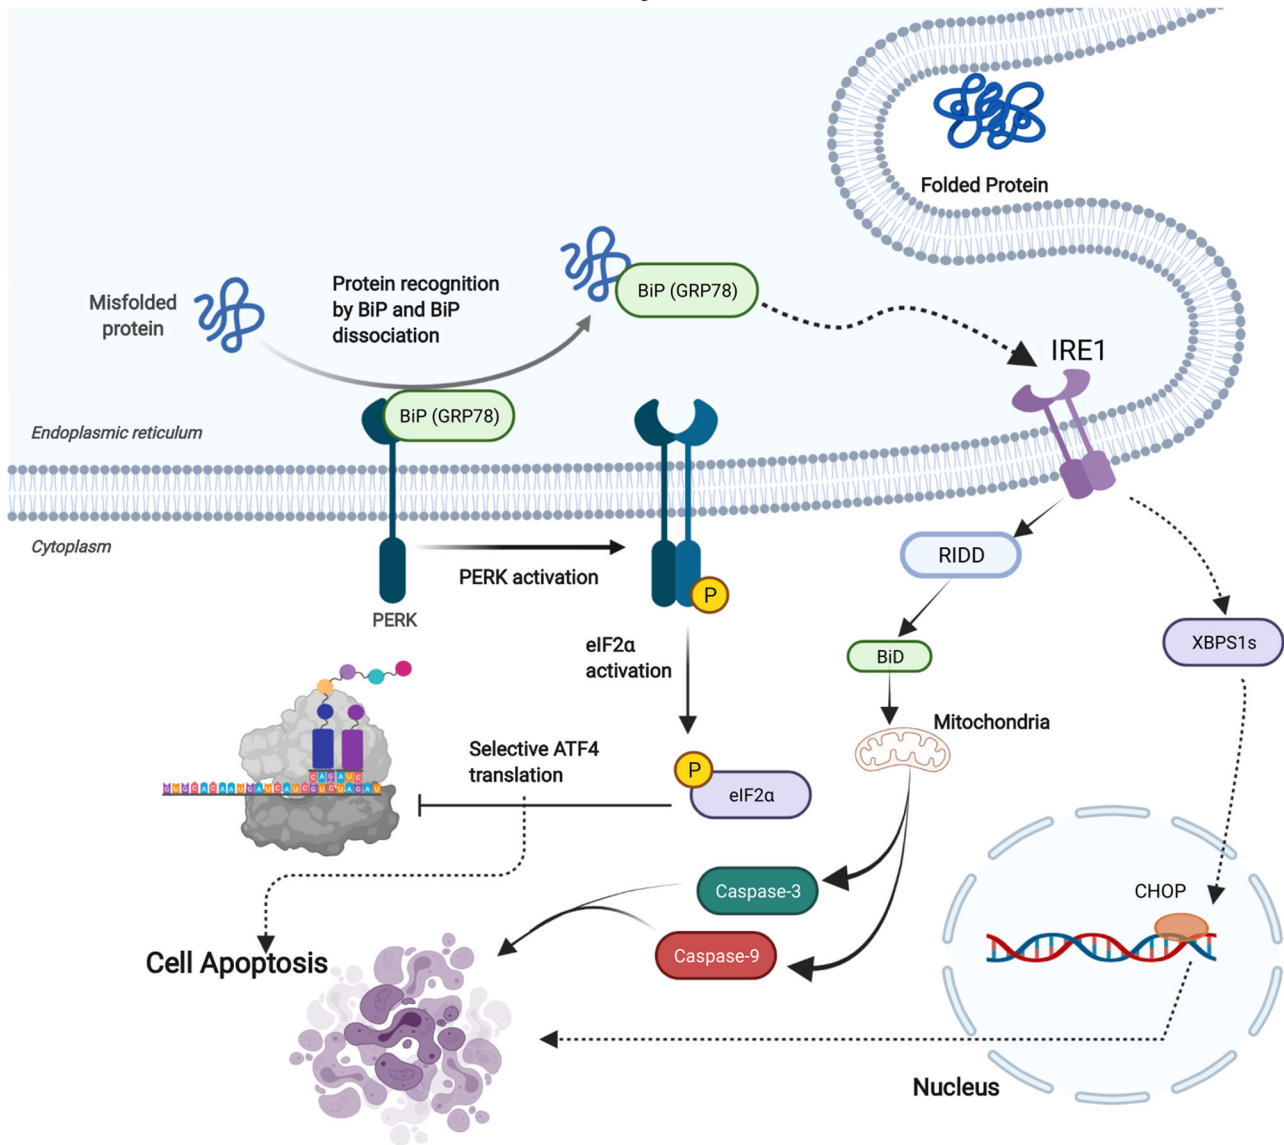 Folded Protein
Misfolded
protein
Protein recognition
by BiP and BiP
dissociation
BiP (GRP78)
IRE1
BiP (GRP78)
Endoplasmic reticulum
Cytoplasm
PERK activation
PERK
P
RIDD
XBPS1s
eIF2α
activation
BiD
Mitochondria
Selective ATF4
translation
P
eIF2α
CAGAUC
GUGCACAAUGAUCAUCGUCUAGAU
Caspase-3
CHOP
Caspase-9
Cell Apoptosis
Nucleus